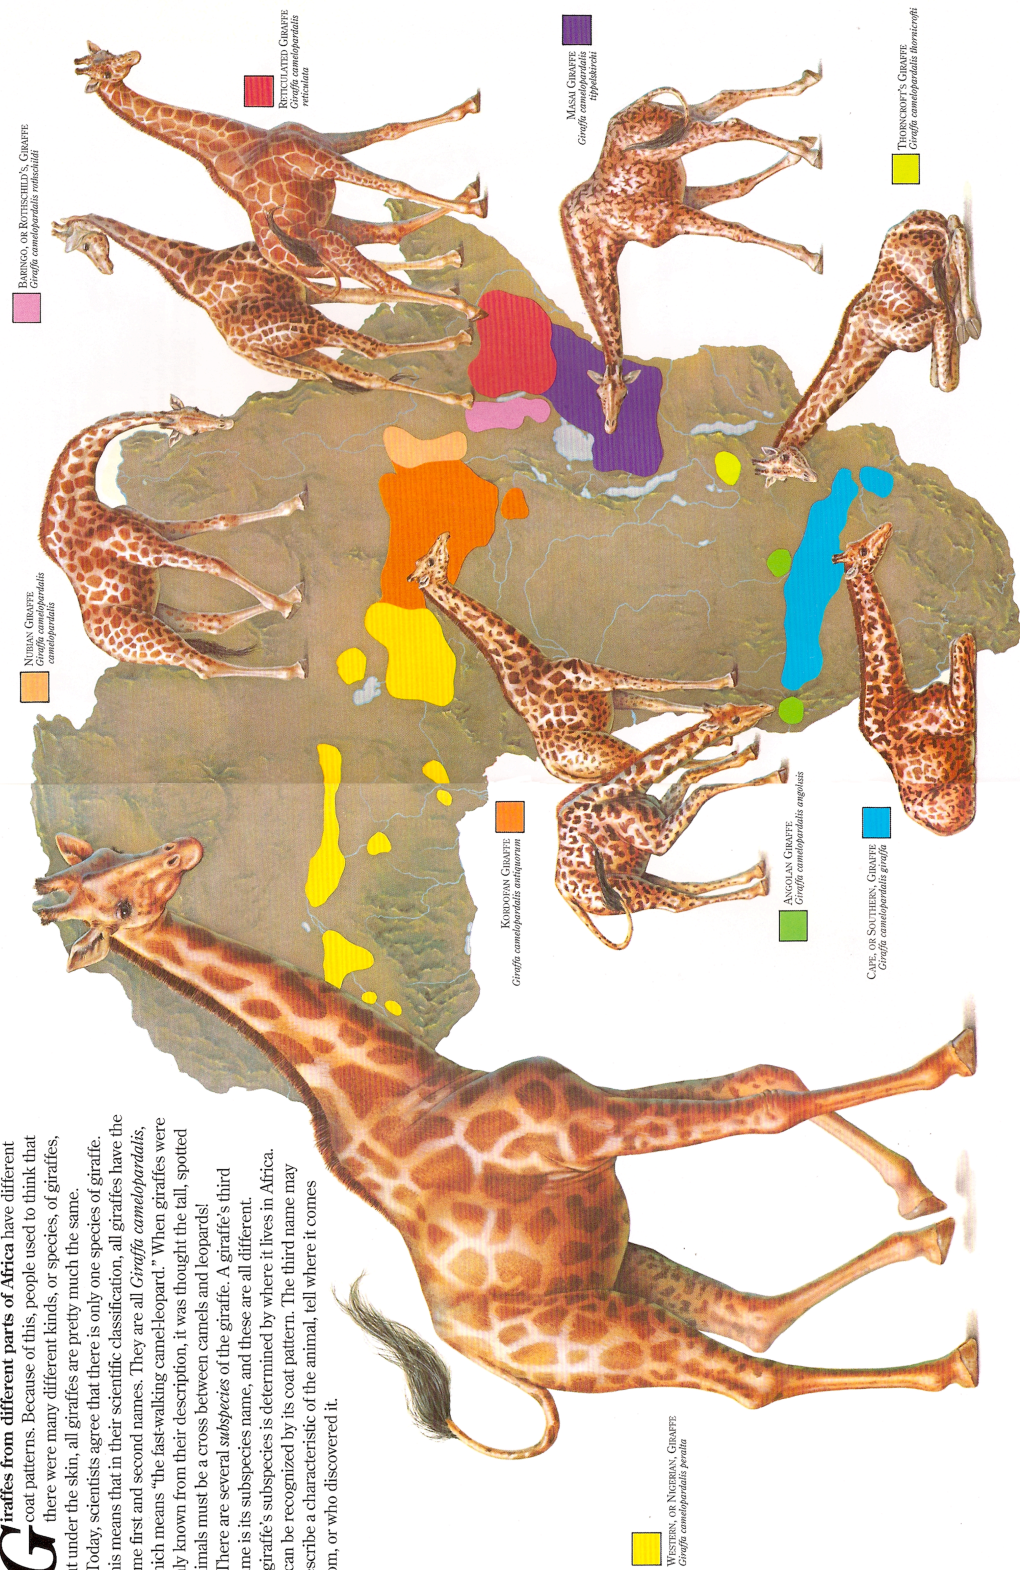 Giraffes from different parts of Africa have different
coat patterns. Because of this, people used to think that
there were many different kinds, or species, of giraffes,
under the skin, all giraffes are pretty much the same.
Today, scientists agree that there is only one species of giraffe.
means that in their scientific classification, all giraffes have the
first and second names. They are all Giraffa camelopardalis,
means “the fast-walking camel-leopard.” When giraffes were
known from their description, it was thought the tall, spotted
must be a cross between camels and leopards!
There are several subspecies of the giraffe. A giraffe’s third
is its subspecies name, and these are all different.
giraffe’s subspecies is determined by where it lives in Africa.
can be recognized by its coat pattern. The third name may
a characteristic of the animal, tell where it comes
or who discovered it.
WESTERN, OR NIGERIAN, GIRAFFE
Giraffa camelopardalis peralta
NUBIAN GIRAFFE
Giraffa camelopardalis
camelopardalis
BARINGO, OR ROTHSCHILD’S, GIRAFFE
Giraffa camelopardalis rothschildi
RETICULATED GIRAFFE
Giraffa camelopardalis
reticulata
KORDOFAN GIRAFFE
Giraffa camelopardalis antiquorum
MASAI GIRAFFE
Giraffa camelopardalis
tippelskirchi
ANGOLAN GIRAFFE
Giraffa camelopardalis angolisis
CAPE, OR SOUTHERN, GIRAFFE
Giraffa camelopardalis giraffa
THORNCROFT’S GIRAFFE
Giraffa camelopardalis thornicrofti